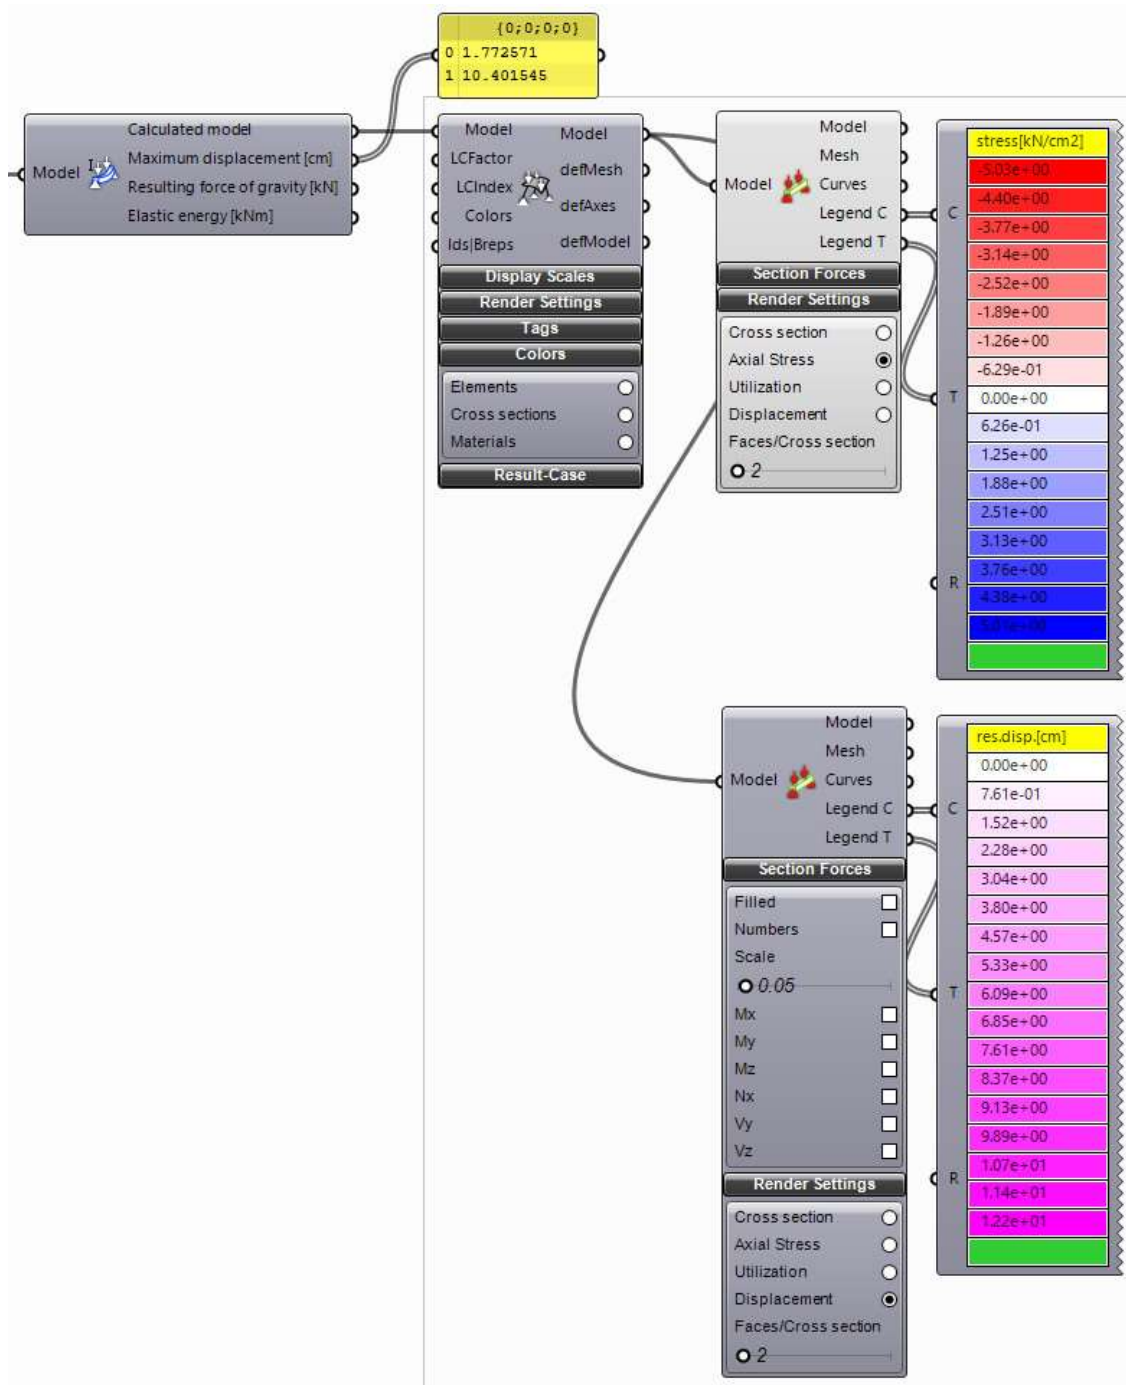 {0;0;0;0}
0 1.772571
1 10.401545
Model
Calculated model
Maximum displacement [cm]
Resulting force of gravity [kN]
Elastic energy [kNm]
Model
LCFactor
LCIndex
Colors
Ids|Breps
Model
defMesh
defAxes
defModel
Display Scales
Render Settings
Tags
Colors
Elements
Cross sections
Materials
Result-Case
Model
Model
Mesh
Curves
Legend C
Legend T
Section Forces
Render Settings
Cross section
Axial Stress
Utilization
Displacement
Faces/Cross section
2
C
T
R
stress[kN/cm2]
-5.03e+00
-4.40e+00
-3.77e+00
-3.14e+00
-2.52e+00
-1.89e+00
-1.26e+00
-6.29e-01
0.00e+00
6.26e-01
1.25e+00
1.88e+00
2.51e+00
3.13e+00
3.76e+00
4.38e+00
5.01e+00
Model
Model
Mesh
Curves
Legend C
Legend T
Section Forces
Filled
Numbers
Scale
0.05
Mx
My
Mz
Nx
Vy
Vz
Render Settings
Cross section
Axial Stress
Utilization
Displacement
Faces/Cross section
2
C
T
R
res.disp.[cm]
0.00e+00
7.61e-01
1.52e+00
2.28e+00
3.04e+00
3.80e+00
4.57e+00
5.33e+00
6.09e+00
6.85e+00
7.61e+00
8.37e+00
9.13e+00
9.89e+00
1.07e+01
1.14e+01
1.22e+01